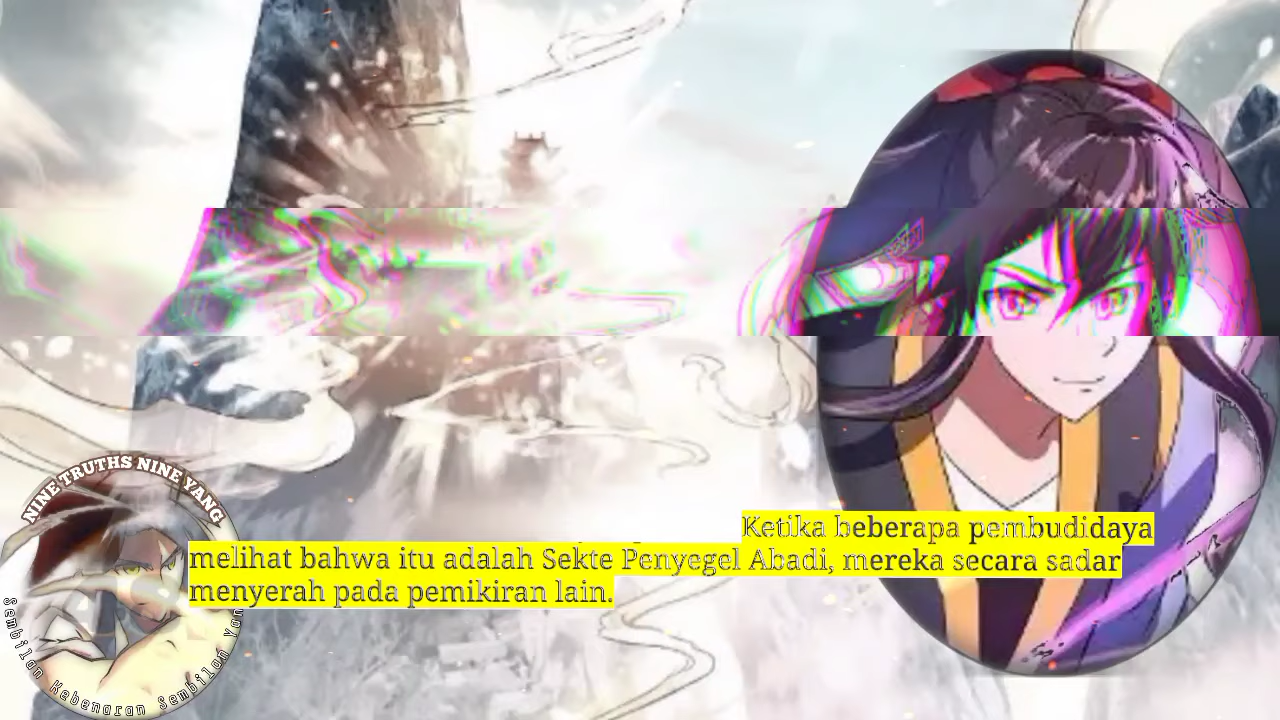 Ketika beberapa pembudidaya
melihat bahwa itu adalah Sekte Penyegel Abadi, mereka secara sadar
menyerah pada pemikiran lain.
NINE TRUTHS NINE YANG
Sembilan Kebenaran Sembilan Yang